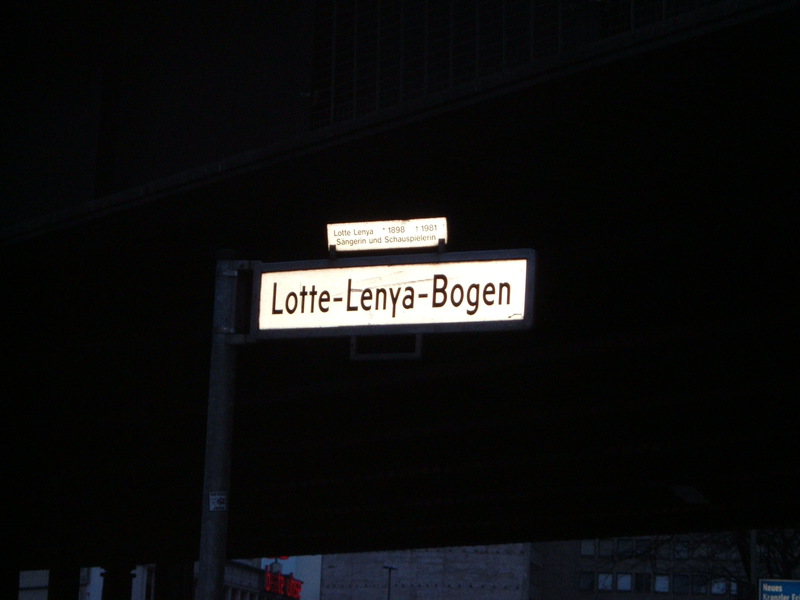 Lotte Lenya * 1898 † 1981
Sängerin und Schauspielerin
Lotte-Lenya-Bogen
Neues